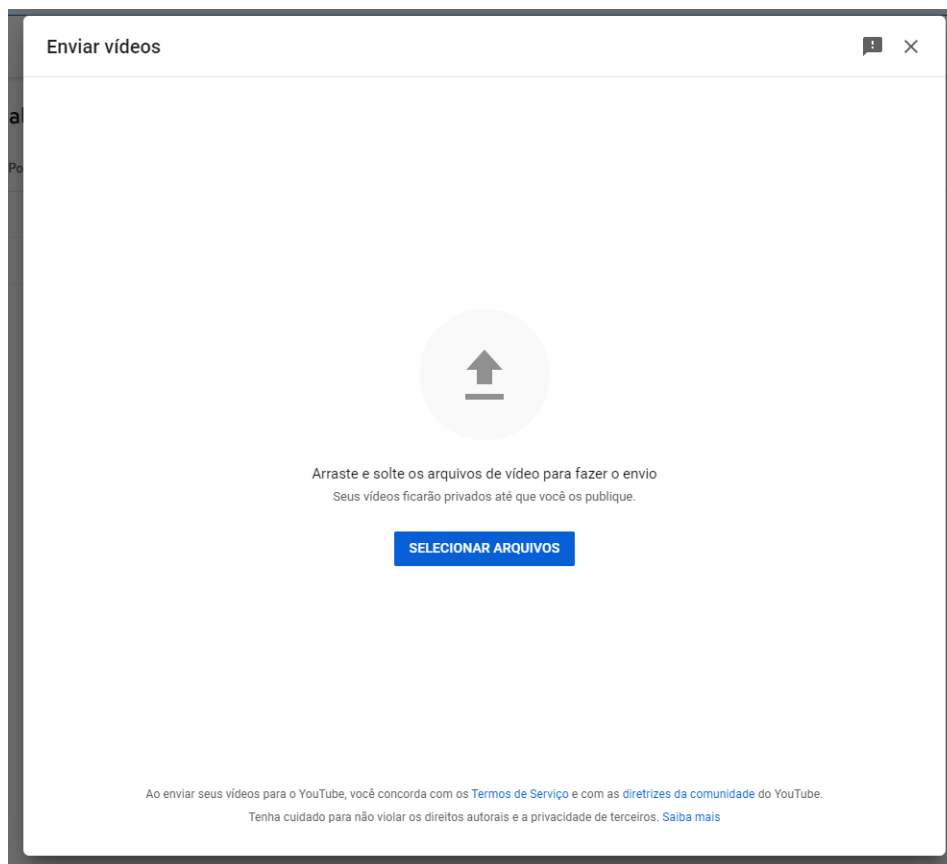 Enviar vídeos
al
Po
Arraste e solte os arquivos de vídeo para fazer o envio
Seus vídeos ficarão privados até que você os publique.
SELECIONAR ARQUIVOS
Ao enviar seus vídeos para o YouTube, você concorda com os Termos de Serviço e com as diretrizes da comunidade do YouTube.
Tenha cuidado para não violar os direitos autorais e a privacidade de terceiros. Saiba mais